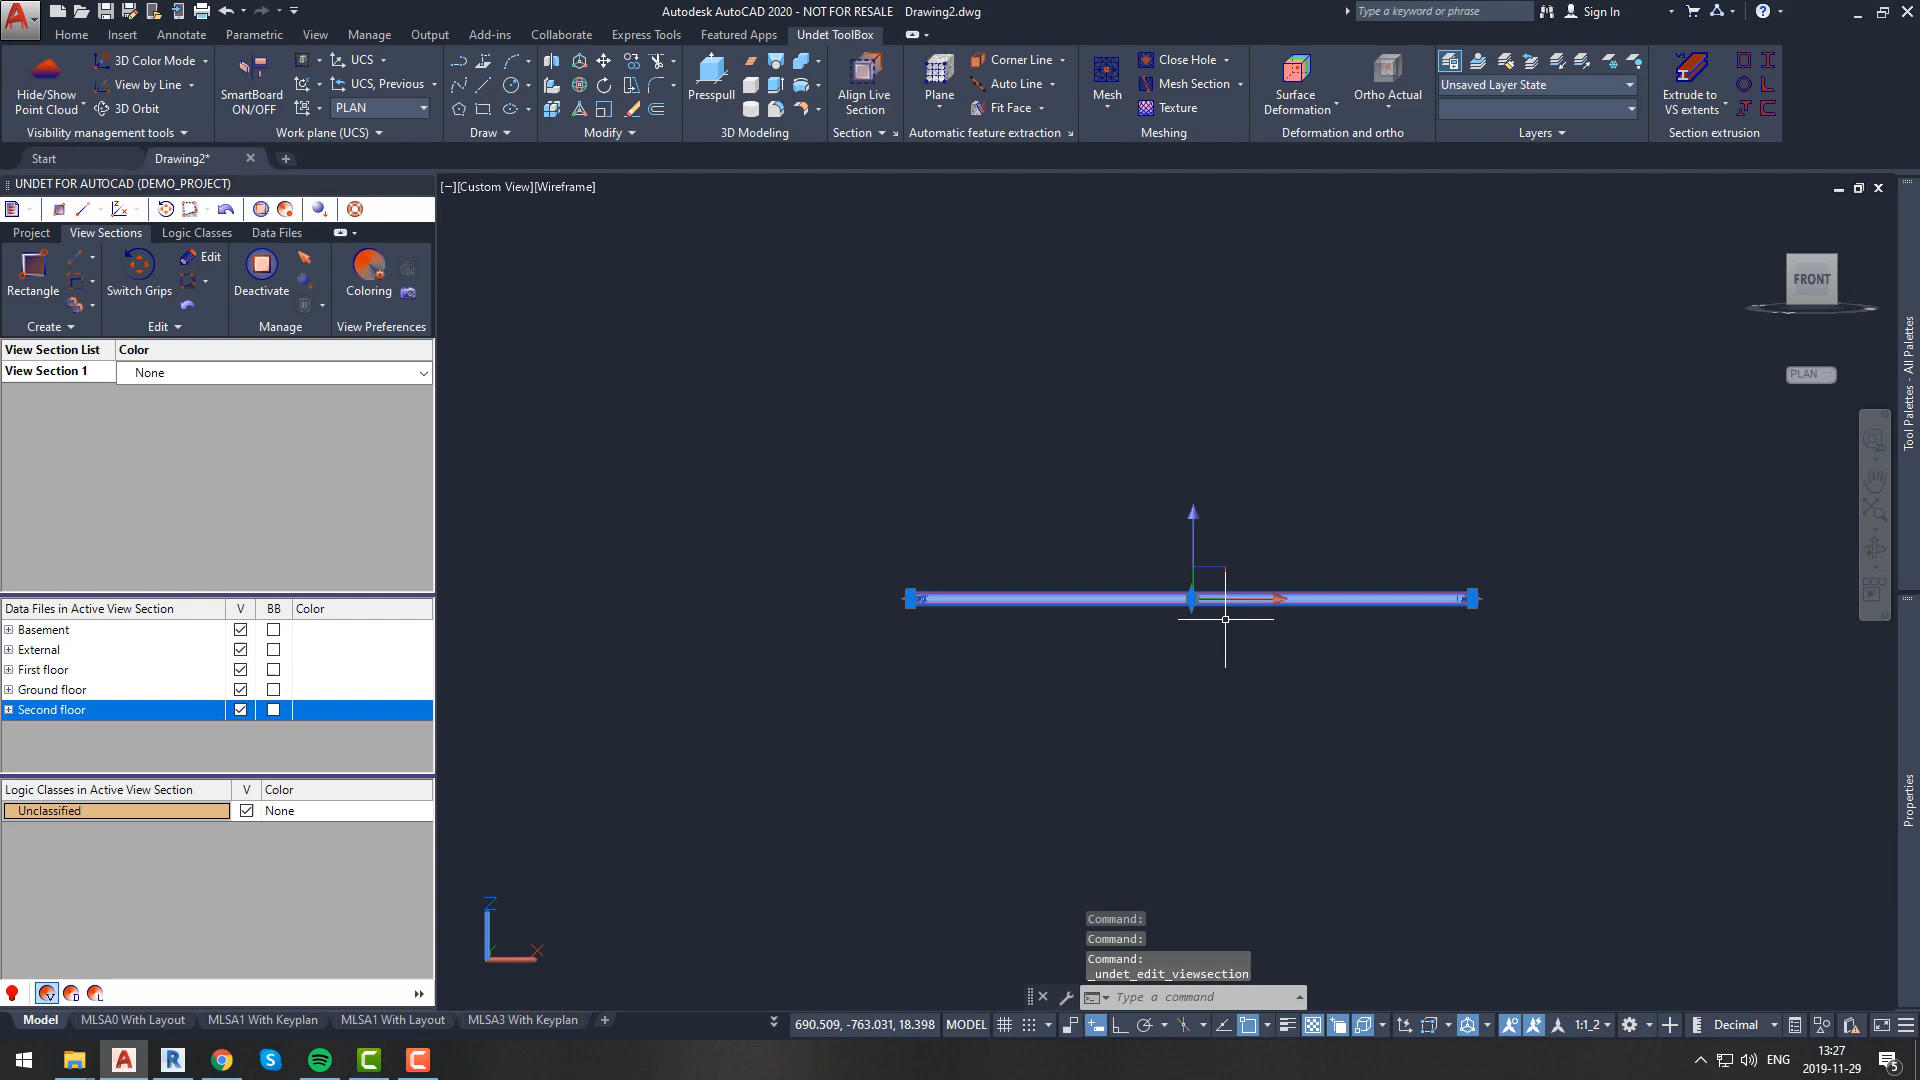 Autodesk AutoCAD 2020 - NOT FOR RESALE Drawing2.dwg
Type a keyword or phrase
Sign In
Home Insert Annotate Parametric View Manage Output Add-ins Collaborate Express Tools Featured Apps Undet ToolBox
3D Color Mode
View by Line
3D Orbit
Hide/Show
Point Cloud
Visibility management tools
SmartBoard
ON/OFF
UCS
UCS, Previous
PLAN
Work plane (UCS)
Draw
Modify
Presspull
3D Modeling
Align Live
Section
Section
Plane
Corner Line
Auto Line
Fit Face
Automatic feature extraction
Mesh
Close Hole
Mesh Section
Texture
Meshing
Surface
Deformation
Ortho Actual
Deformation and ortho
Unsaved Layer State
Layers
Extrude to
VS extents
Section extrusion
Start
Drawing2*
UNDET FOR AUTOCAD (DEMO_PROJECT)
Project View Sections Logic Classes Data Files
Rectangle
Switch Grips
Edit
Deactivate
Coloring
Create Edit Manage View Preferences
View Section List Color
View Section 1 None
Data Files in Active View Section V BB Color
Basement
External
First floor
Ground floor
Second floor
Logic Classes in Active View Section V Color
Unclassified None
[−][Custom View][Wireframe]
FRONT
PLAN
Tool Palettes - All Palettes
Properties
Z
X
Command:
Command:
Command:
_undet_edit_viewsection
Type a command
Model MLSA0 With Layout MLSA1 With Keyplan MLSA1 With Layout MLSA3 With Keyplan
690.509, -763.031, 18.398 MODEL
1:1_2
Decimal
ENG
13:27
2019-11-29
5